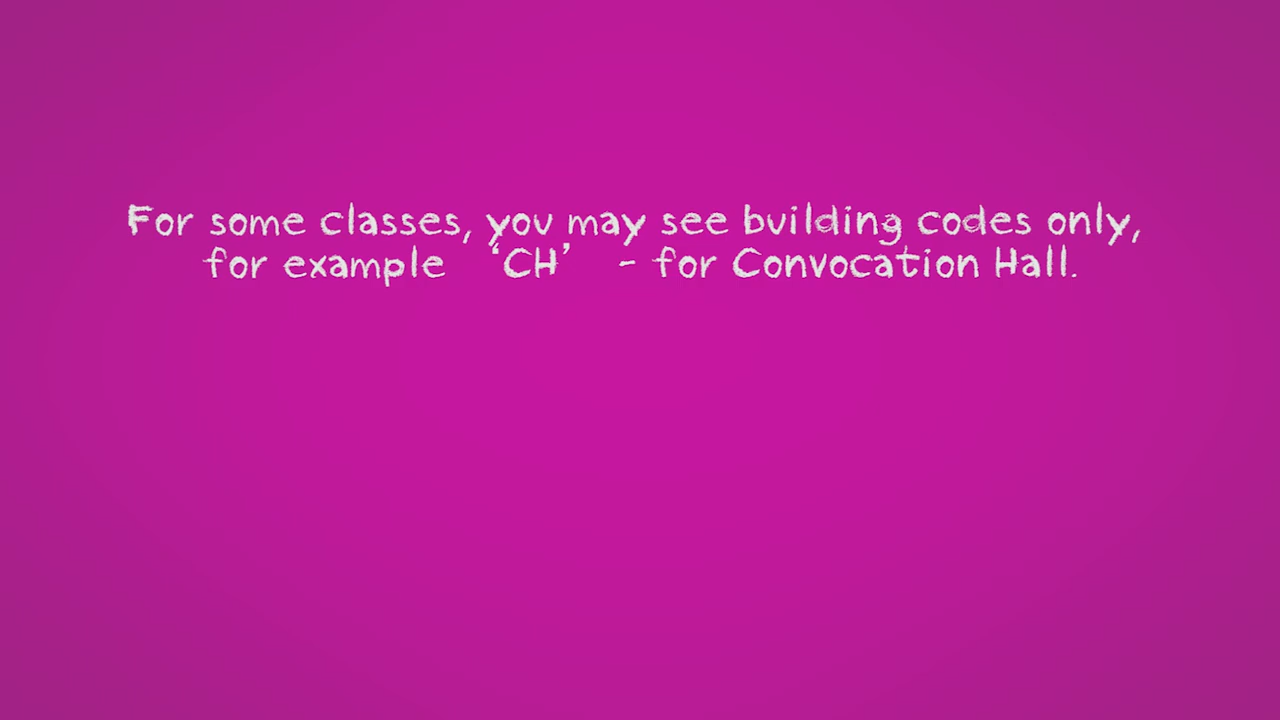 For some classes, you may see building codes only,
for example ‘CH’ - for Convocation Hall.